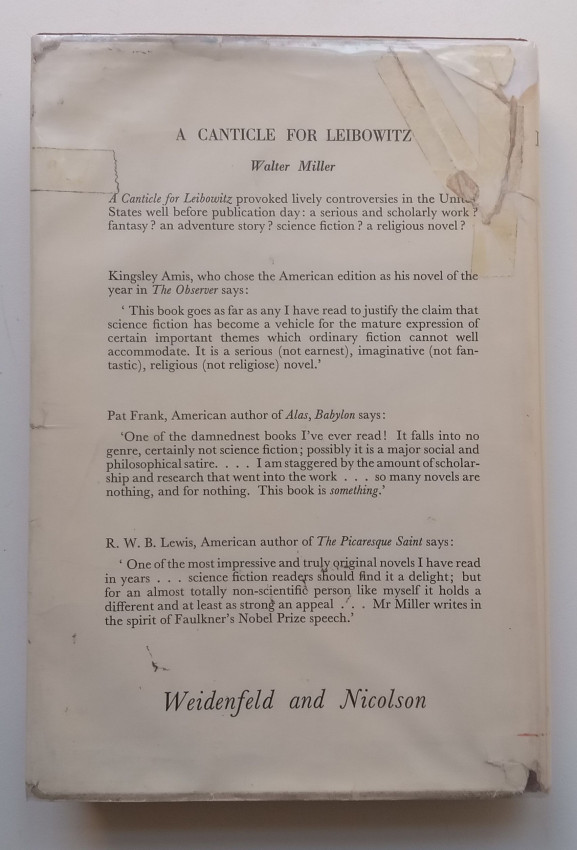 A CANTICLE FOR LEIBOWITZ
Walter Miller
A Canticle for Leibowitz provoked lively controversies in the
States well before publication day: a serious and scholarly work?
fantasy? an adventure story? science fiction? a religious novel?
Kingsley Amis, who chose the American edition as his novel of the
year in The Observer says:
‘ This book goes as far as any I have read to justify the claim that
science fiction has become a vehicle for the mature expression of
certain important themes which ordinary fiction cannot well
accommodate. It is a serious (not earnest), imaginative (not fan-
tastic), religious (not religiose) novel.’
Pat Frank, American author of Alas, Babylon says:
‘One of the damnednest books I’ve ever read! It falls into no
genre, certainly not science fiction; possibly it is a major social and
philosophical satire. . . . I am staggered by the amount of scholar-
ship and research that went into the work . . . so many novels are
nothing, and for nothing. This book is something.’
R. W. B. Lewis, American author of The Picaresque Saint says:
‘ One of the most impressive and truly original novels I have read
in years . . . science fiction readers should find it a delight; but
for an almost totally non-scientific person like myself it holds a
different and at least as strong an appeal . . . Mr Miller writes in
the spirit of Faulkner’s Nobel Prize speech.’
Weidenfeld and Nicolson